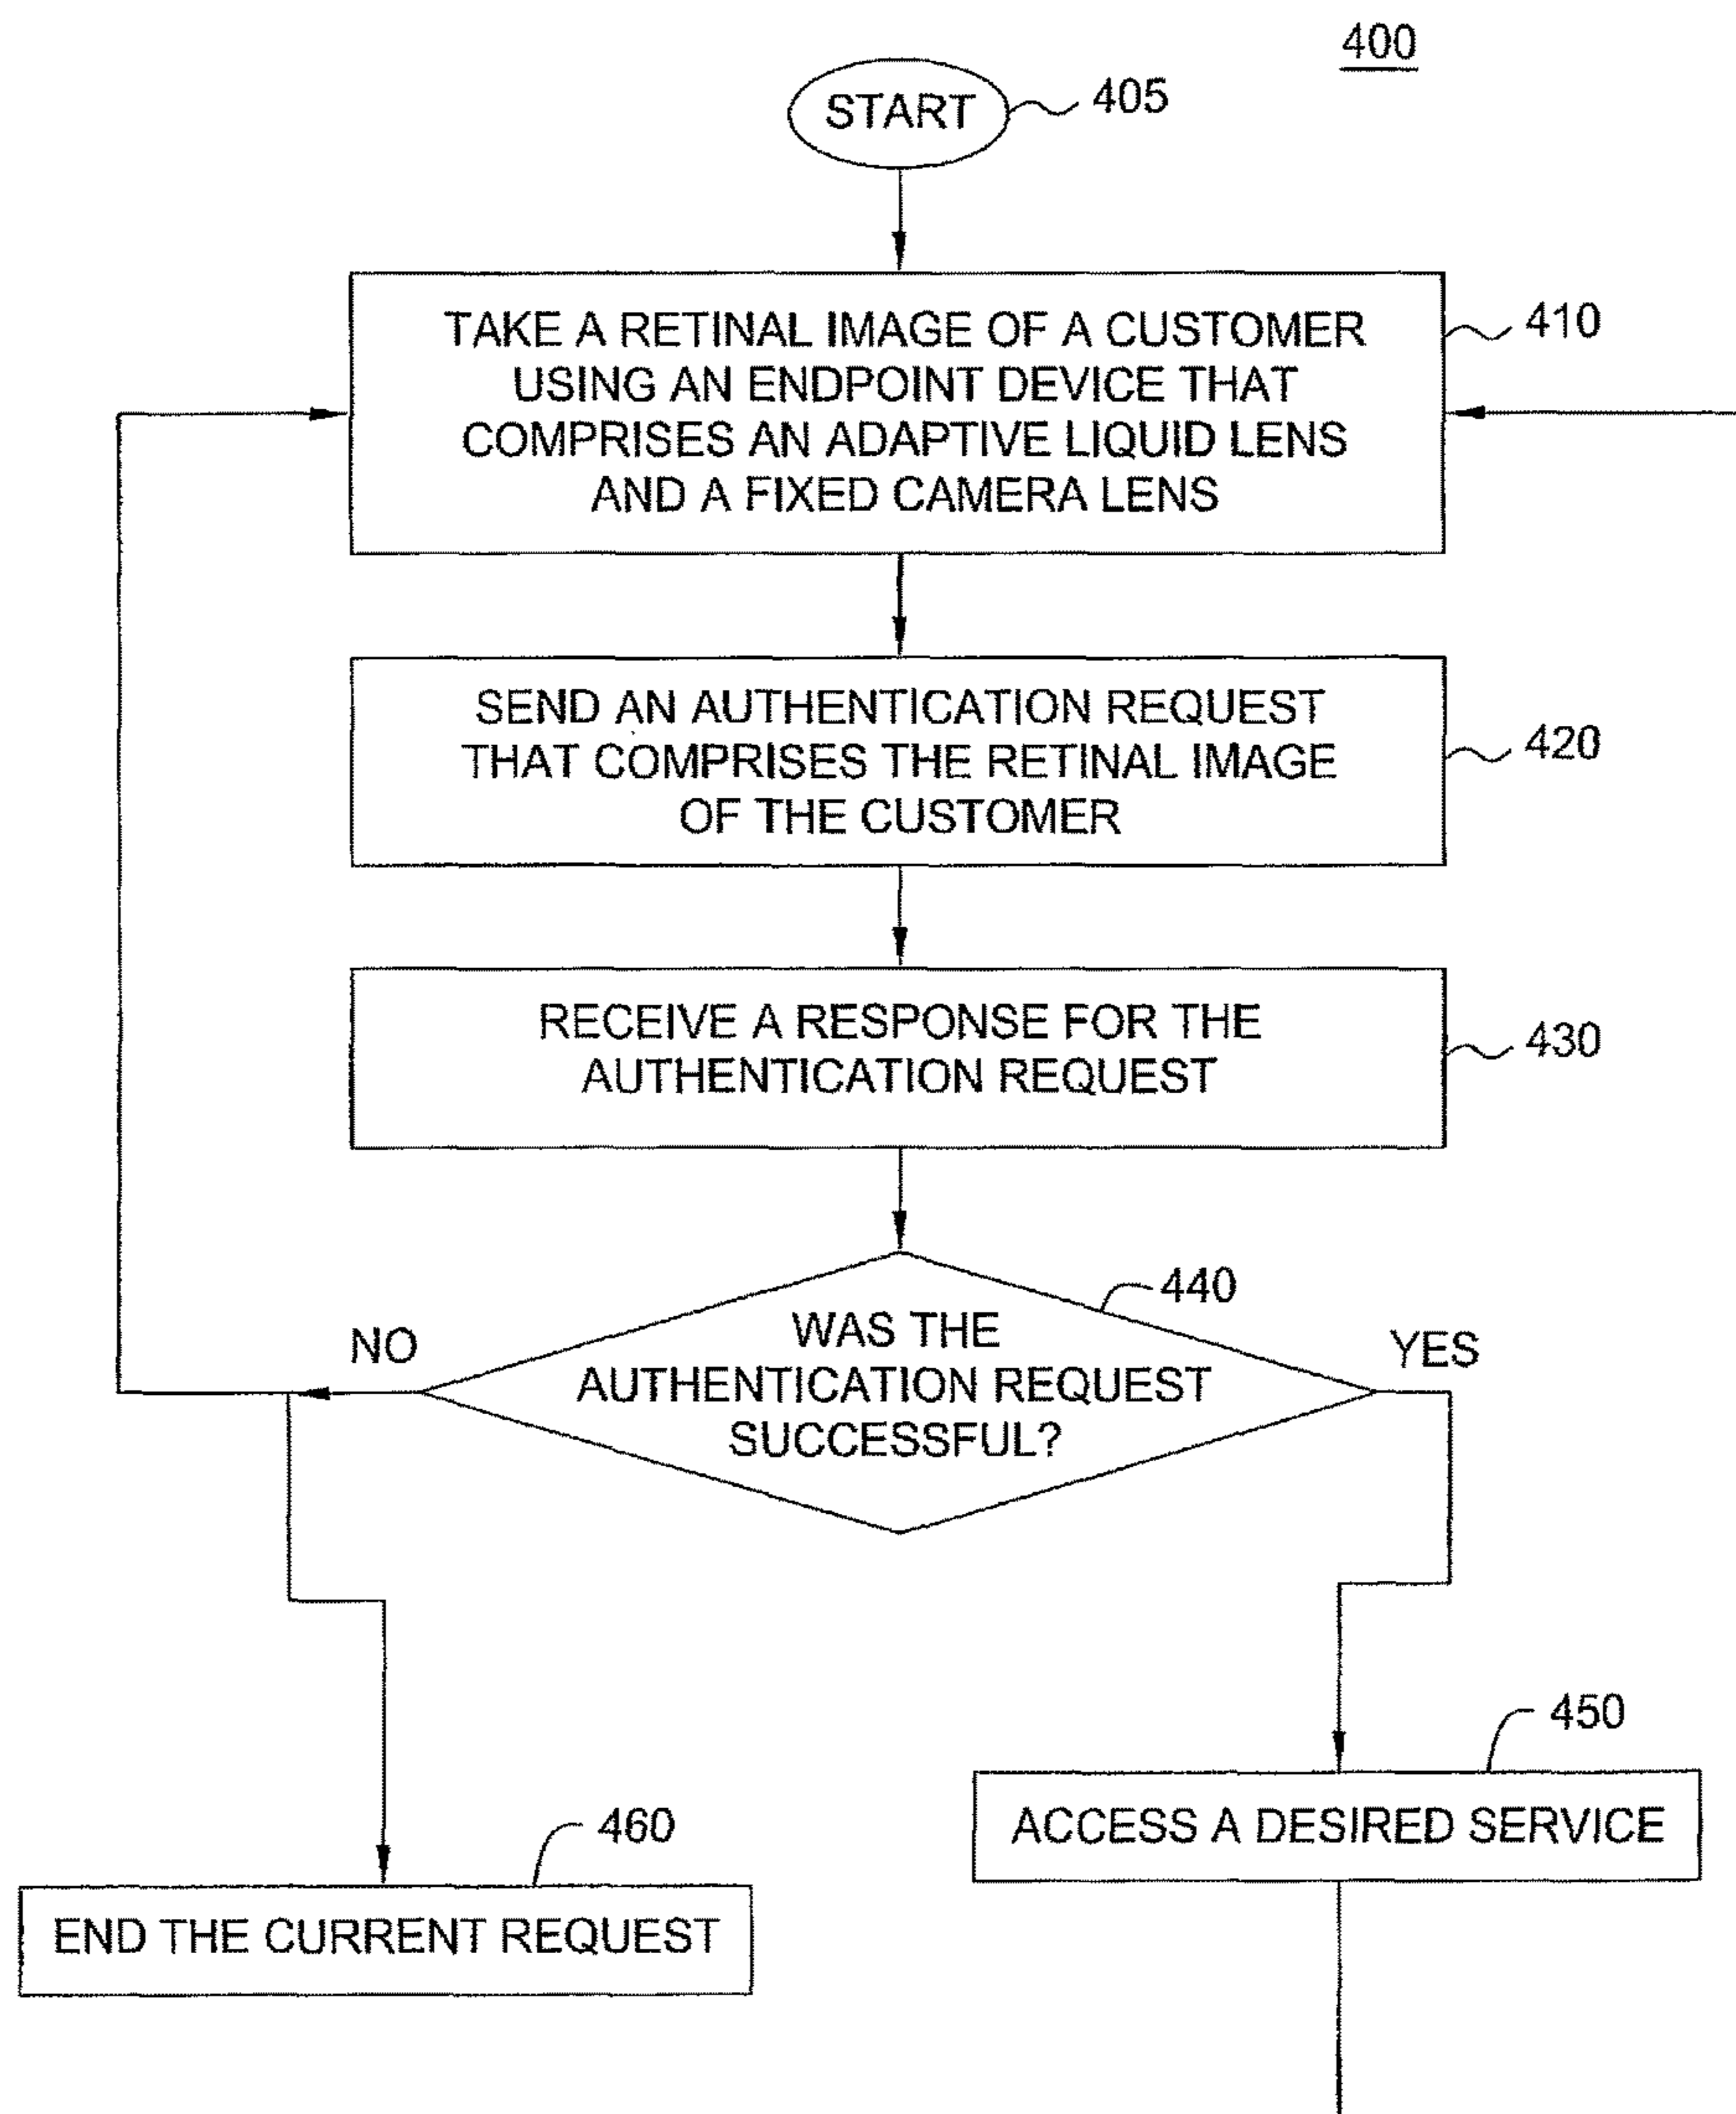 400
START
405
TAKE A RETINAL IMAGE OF A CUSTOMER
USING AN ENDPOINT DEVICE THAT
COMPRISES AN ADAPTIVE LIQUID LENS
AND A FIXED CAMERA LENS
410
SEND AN AUTHENTICATION REQUEST
THAT COMPRISES THE RETINAL IMAGE
OF THE CUSTOMER
420
RECEIVE A RESPONSE FOR THE
AUTHENTICATION REQUEST
430
440
WAS THE
AUTHENTICATION REQUEST
SUCCESSFUL?
NO
YES
450
ACCESS A DESIRED SERVICE
460
END THE CURRENT REQUEST